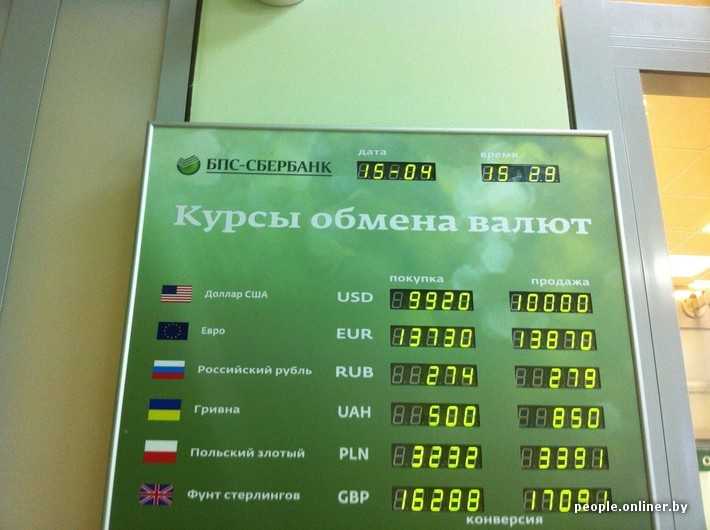 дата время
БПС-СБЕРБАНК 15-04 15-29
Курсы обмена валют
покупка продажа
Доллар США USD 9920 10000
Евро EUR 13730 13870
Российский рубль RUB 274 279
Гривна UAH 500 850
Польский злотый PLN 3232 3391
Фунт стерлингов GBP 16288 17091
конверсия
people.onliner.by